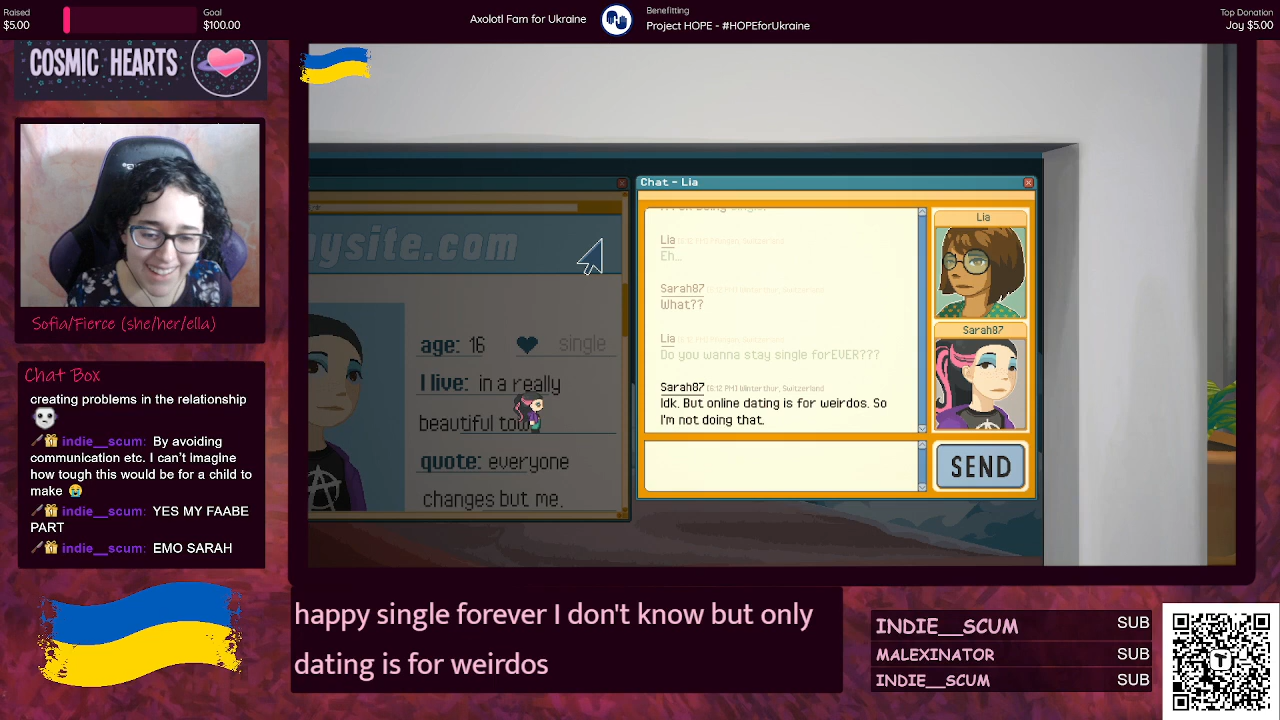 Raised
$5.00
Goal
$100.00
Axolotl Fam for Ukraine
Benefitting
Project HOPE - #HOPEforUkraine
Top Donation
Joy $5.00
COSMIC HEARTS
Sofia/Fierce (she/her/ella)
Chat Box
creating problems in the relationship
indie__scum: By avoiding
communication etc. I can't imagine
how tough this would be for a child to
make
indie__scum: YES MY FAABE
PART
indie__scum: EMO SARAH
ysite.com
age: 16
single
I live: in a really
beautiful tow
quote: everyone
changes but me.
Chat - Lia
Lia
Eh...
Sarah87
What??
Lia
Do you wanna stay single forEVER???
Sarah87 [6:12 PM] Winterthur, Switzerland
Idk. But online dating is for weirdos. So
I'm not doing that.
Lia
Sarah87
SEND
happy single forever I don't know but only
dating is for weirdos
INDIE__SCUM SUB
MALEXINATOR SUB
INDIE__SCUM SUB
T